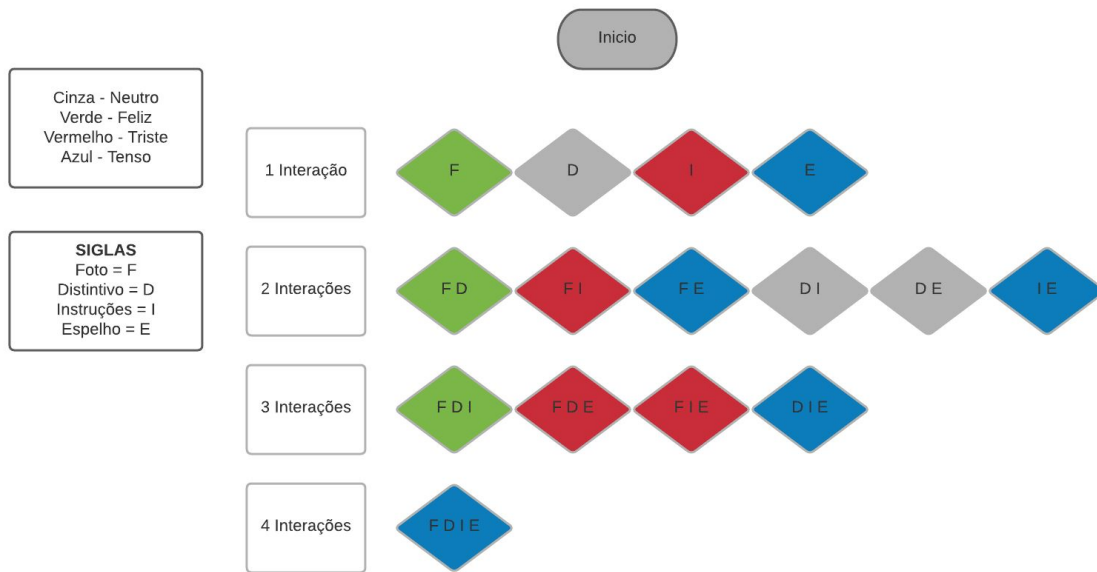 Inicio
Cinza - Neutro
Verde - Feliz
Vermelho - Triste
Azul - Tenso
1 Interação
F
D
I
E
SIGLAS
Foto = F
Distintivo = D
Instruções = I
Espelho = E
2 Interações
F D
F I
F E
D I
D E
I E
3 Interações
F D I
F D E
F I E
D I E
4 Interações
F D I E